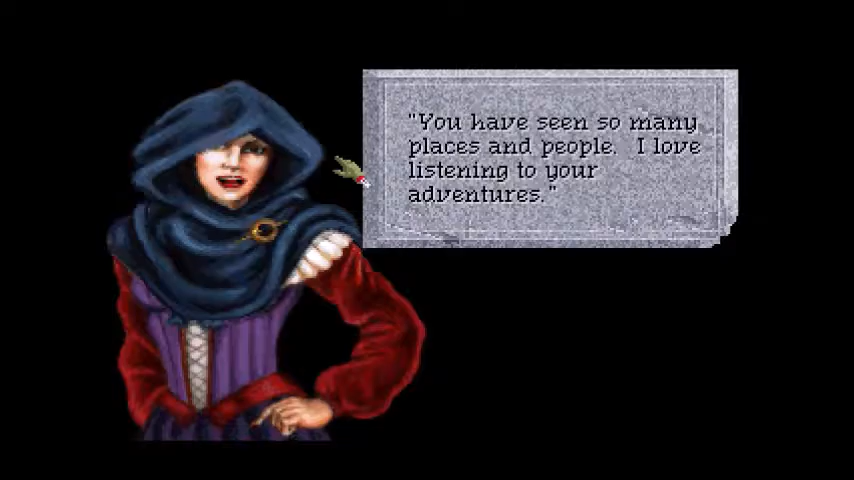 "You have seen so many
places and people.  I love
listening to your
adventures."